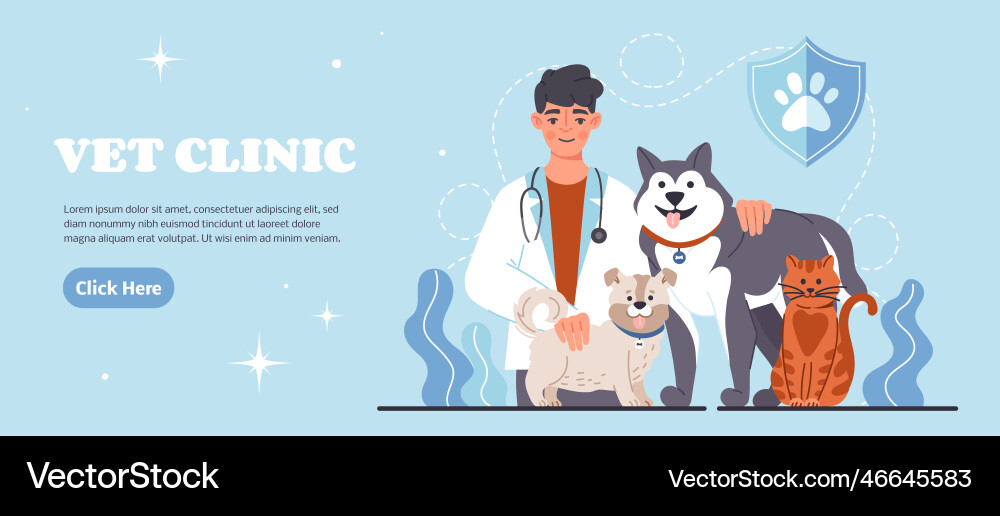 VET CLINIC
Lorem ipsum dolor sit amet, consectetuer adipiscing elit, sed
diam nonummy nibh euismod tincidunt ut laoreet dolore
magna aliquam erat volutpat. Ut wisi enim ad minim veniam.
Click Here
VectorStock
VectorStock.com/46645583